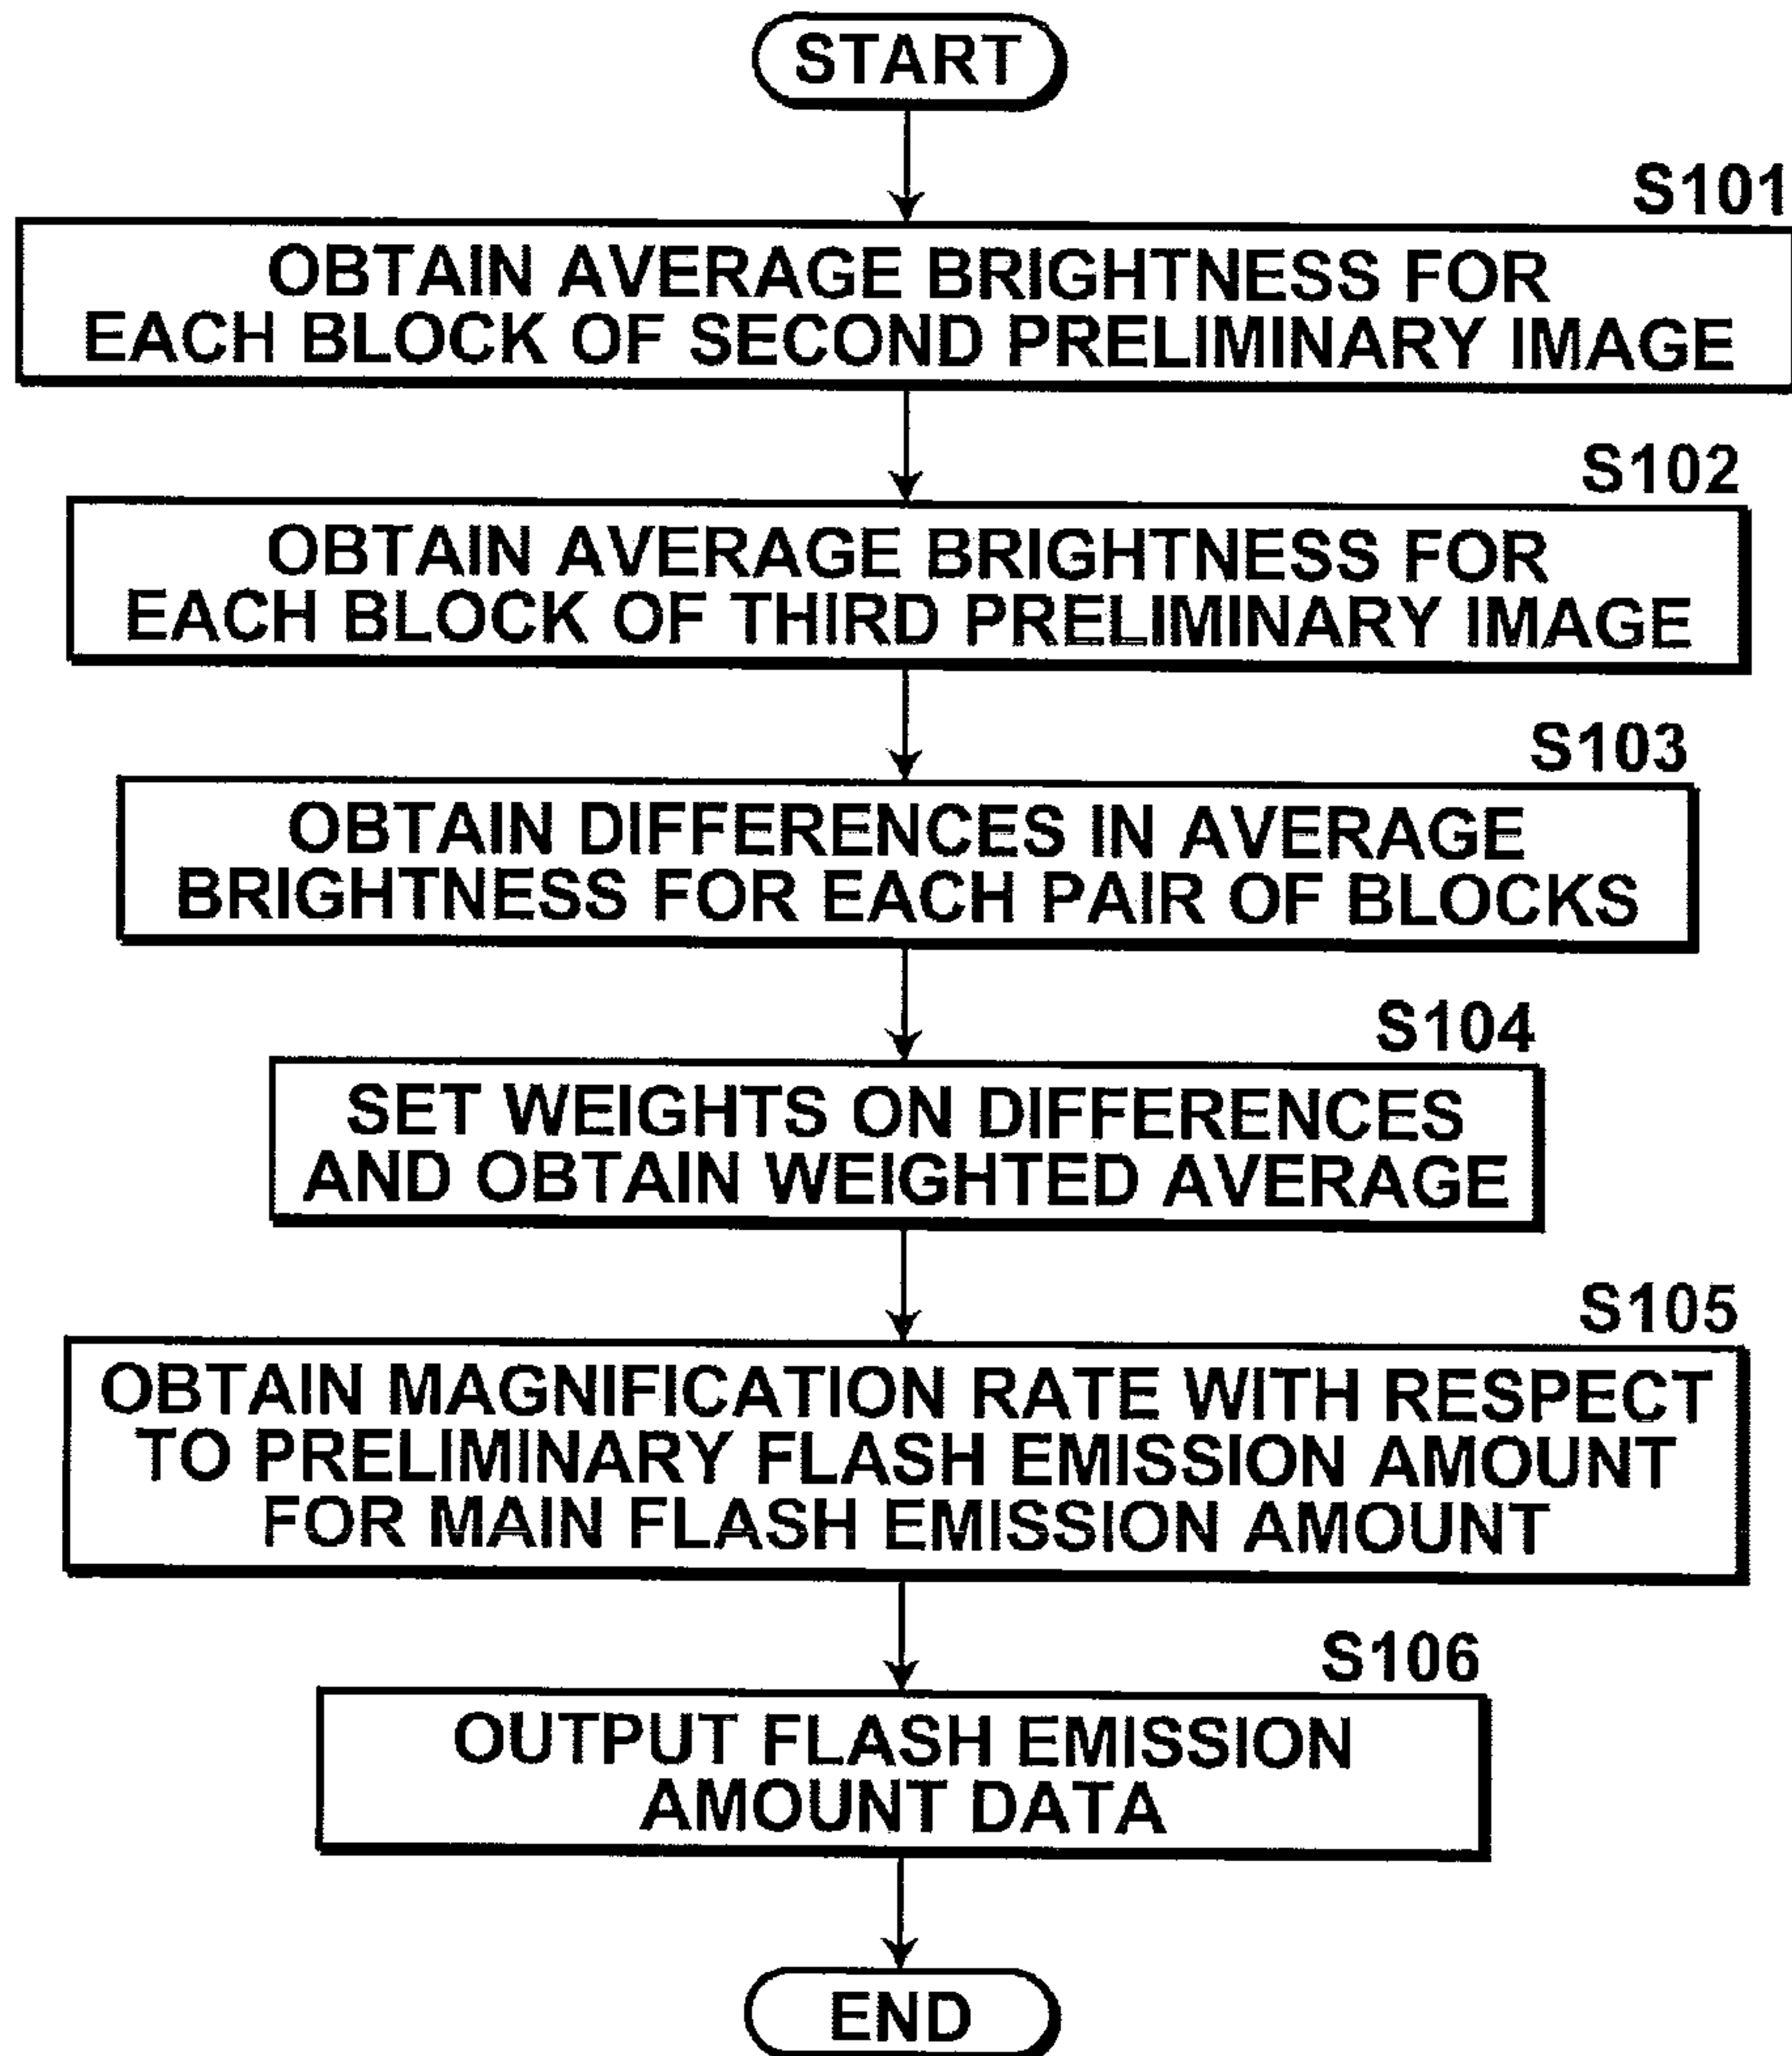 START
S101
OBTAIN AVERAGE BRIGHTNESS FOR
EACH BLOCK OF SECOND PRELIMINARY IMAGE
S102
OBTAIN AVERAGE BRIGHTNESS FOR
EACH BLOCK OF THIRD PRELIMINARY IMAGE
S103
OBTAIN DIFFERENCES IN AVERAGE
BRIGHTNESS FOR EACH PAIR OF BLOCKS
S104
SET WEIGHTS ON DIFFERENCES
AND OBTAIN WEIGHTED AVERAGE
S105
OBTAIN MAGNIFICATION RATE WITH RESPECT
TO PRELIMINARY FLASH EMISSION AMOUNT
FOR MAIN FLASH EMISSION AMOUNT
S106
OUTPUT FLASH EMISSION
AMOUNT DATA
END